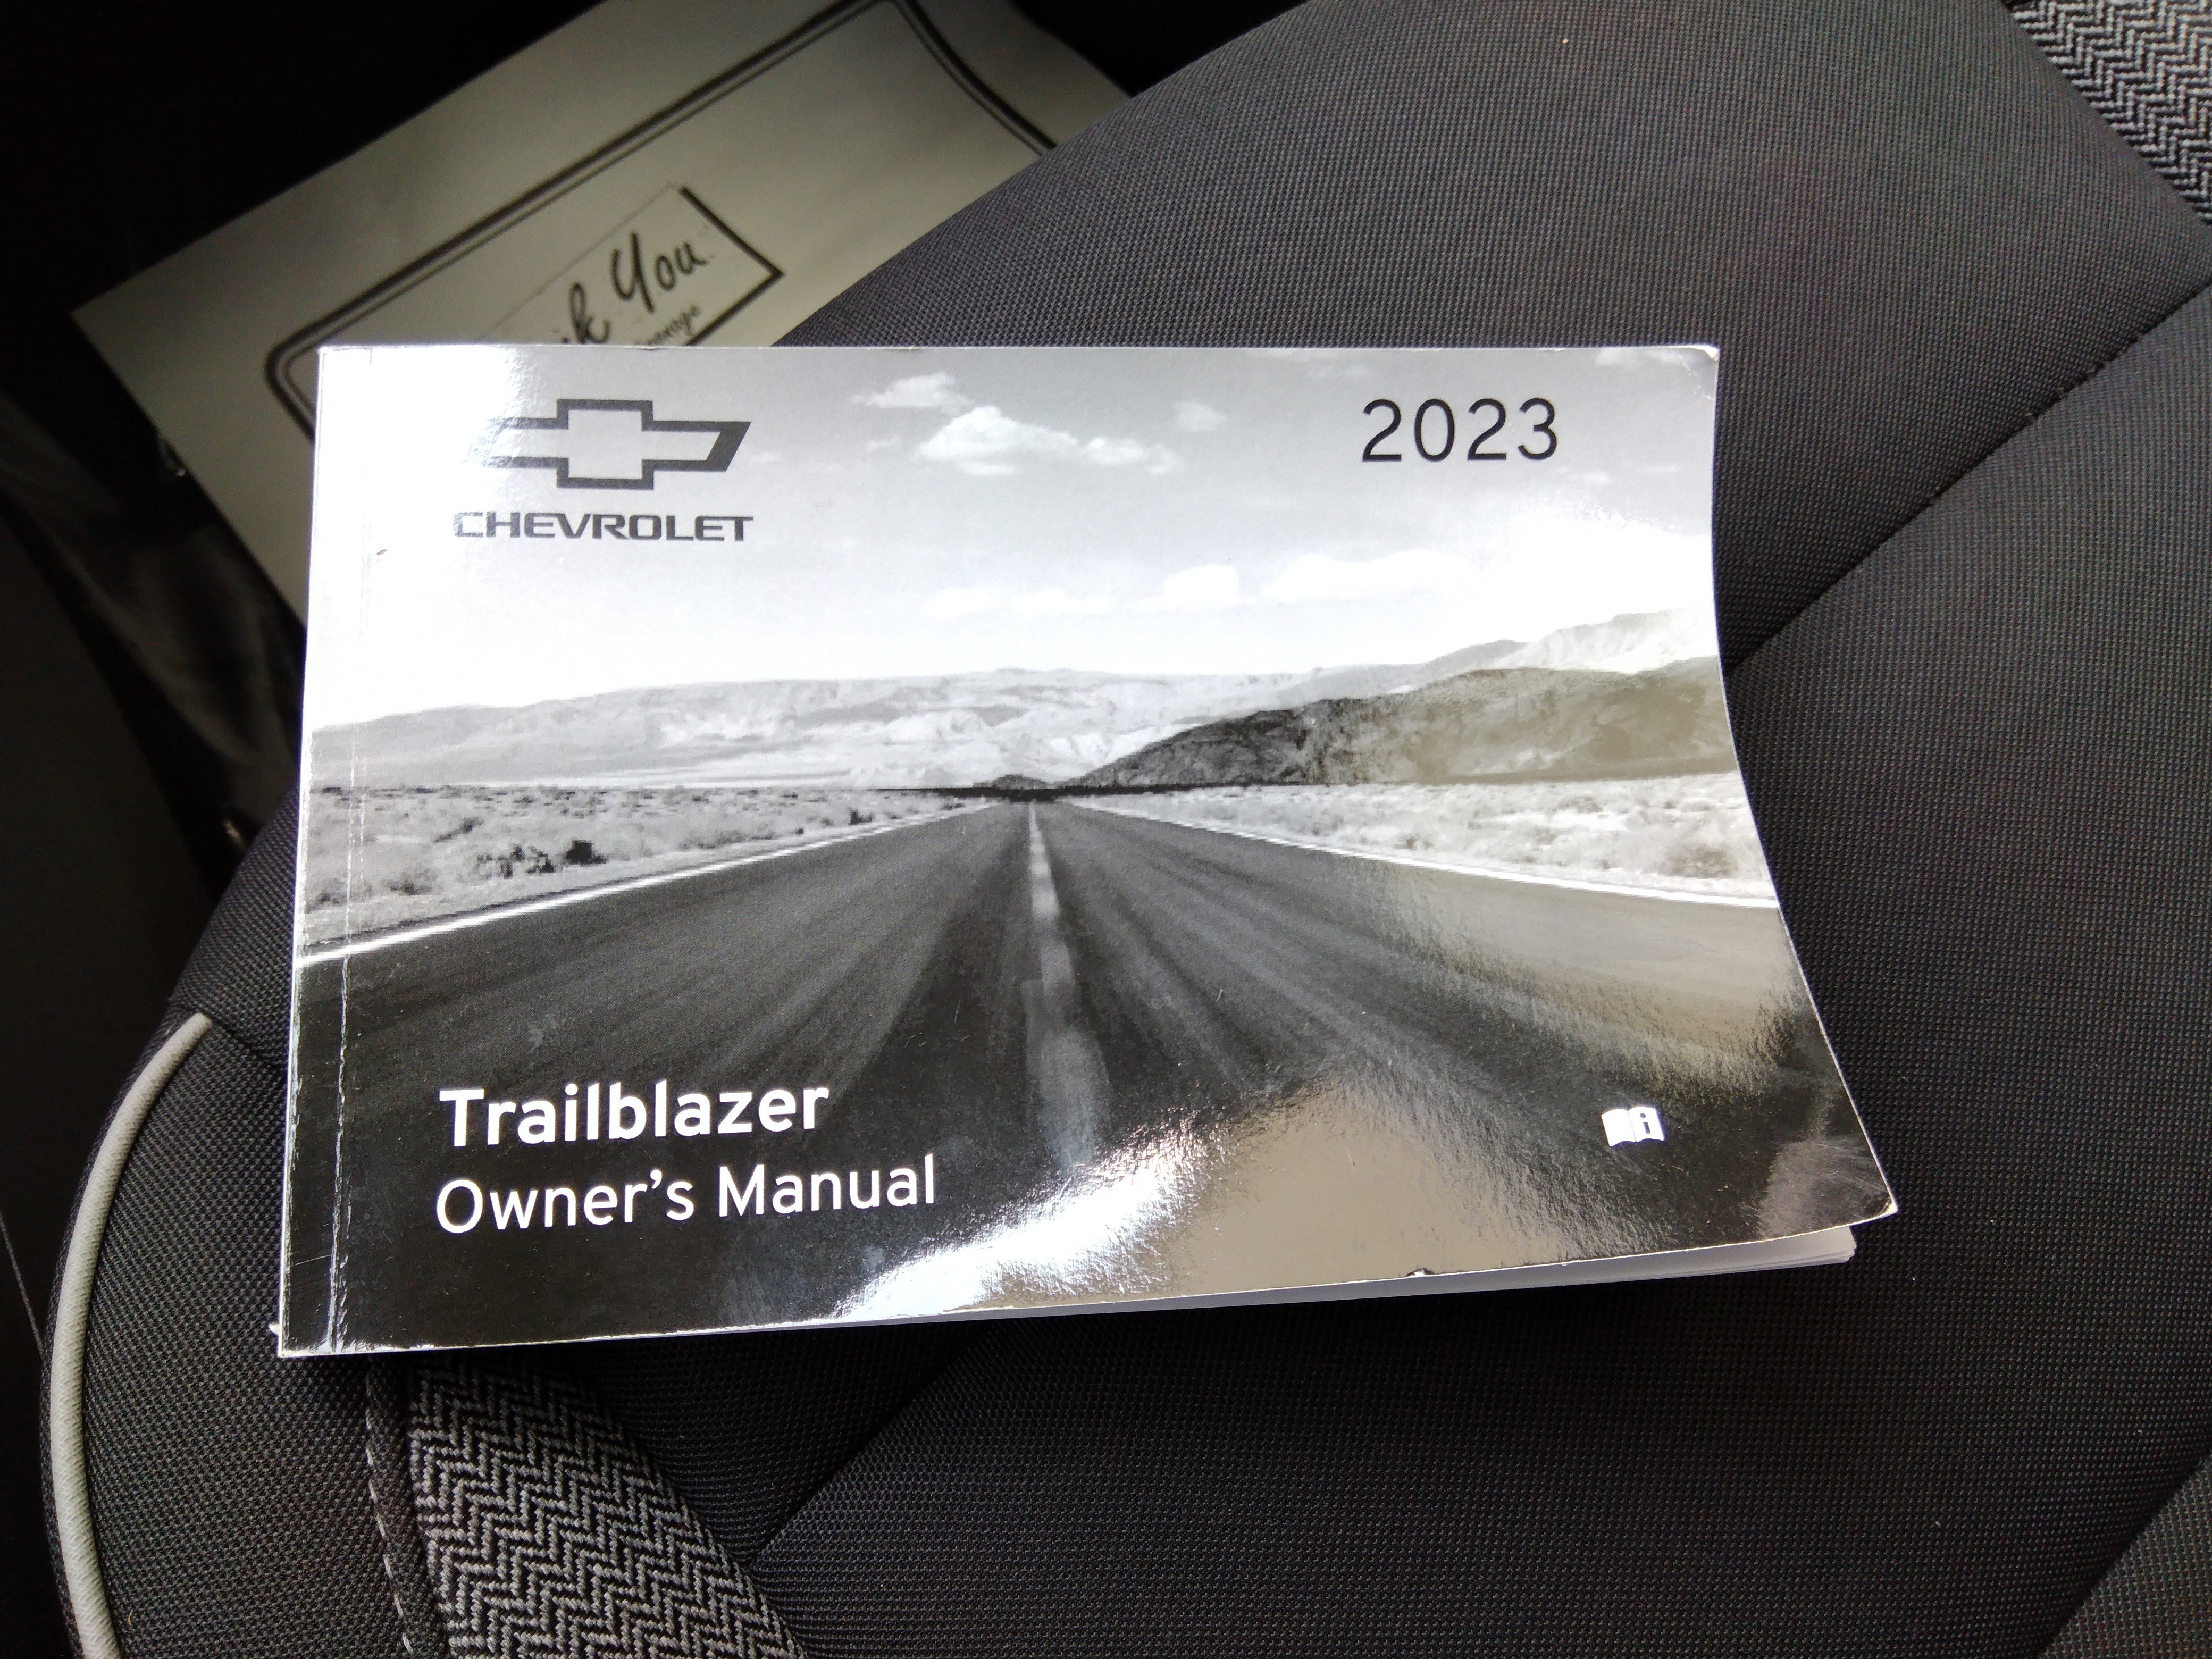 You
CHEVROLET
2023
Trailblazer
Owner's Manual
i